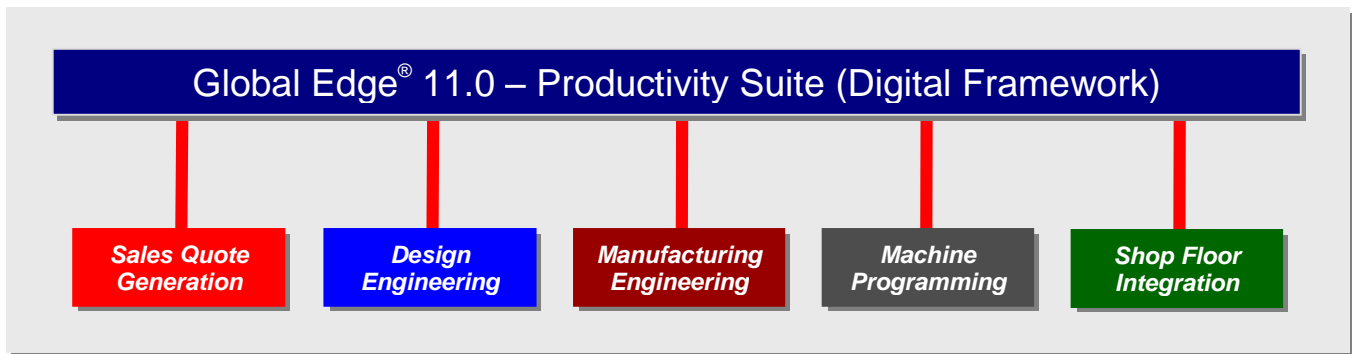 Global Edge® 11.0 – Productivity Suite (Digital Framework)
Sales Quote
Generation
Design
Engineering
Manufacturing
Engineering
Machine
Programming
Shop Floor
Integration